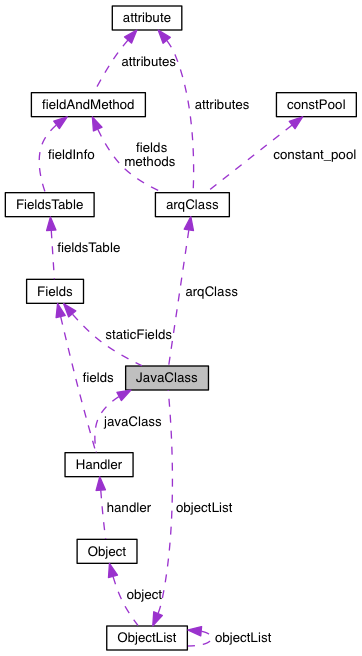 attribute
attributes
fieldAndMethod
constPool
fieldInfo
fields
methods
attributes
constant_pool
FieldsTable
arqClass
fieldsTable
Fields
arqClass
staticFields
JavaClass
fields
javaClass
Handler
handler
objectList
Object
object
ObjectList
objectList